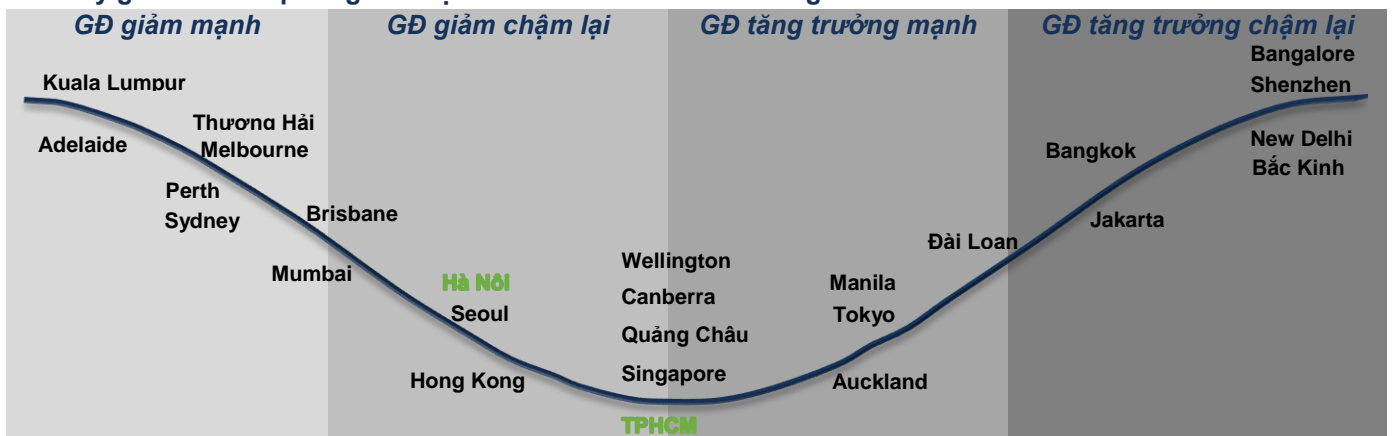 GĐ giảm mạnh
GĐ giảm chậm lại
GĐ tăng trưởng mạnh
GĐ tăng trưởng chậm lại
Kuala Lumpur
Adelaide
Thượng Hải
Melbourne
Perth
Sydney
Brisbane
Mumbai
Hà Nội
Seoul
Hong Kong
Wellington
Canberra
Quảng Châu
Singapore
TPHCM
Manila
Tokyo
Auckland
Đài Loan
Bangkok
Jakarta
Bangalore
Shenzhen
New Delhi
Bắc Kinh